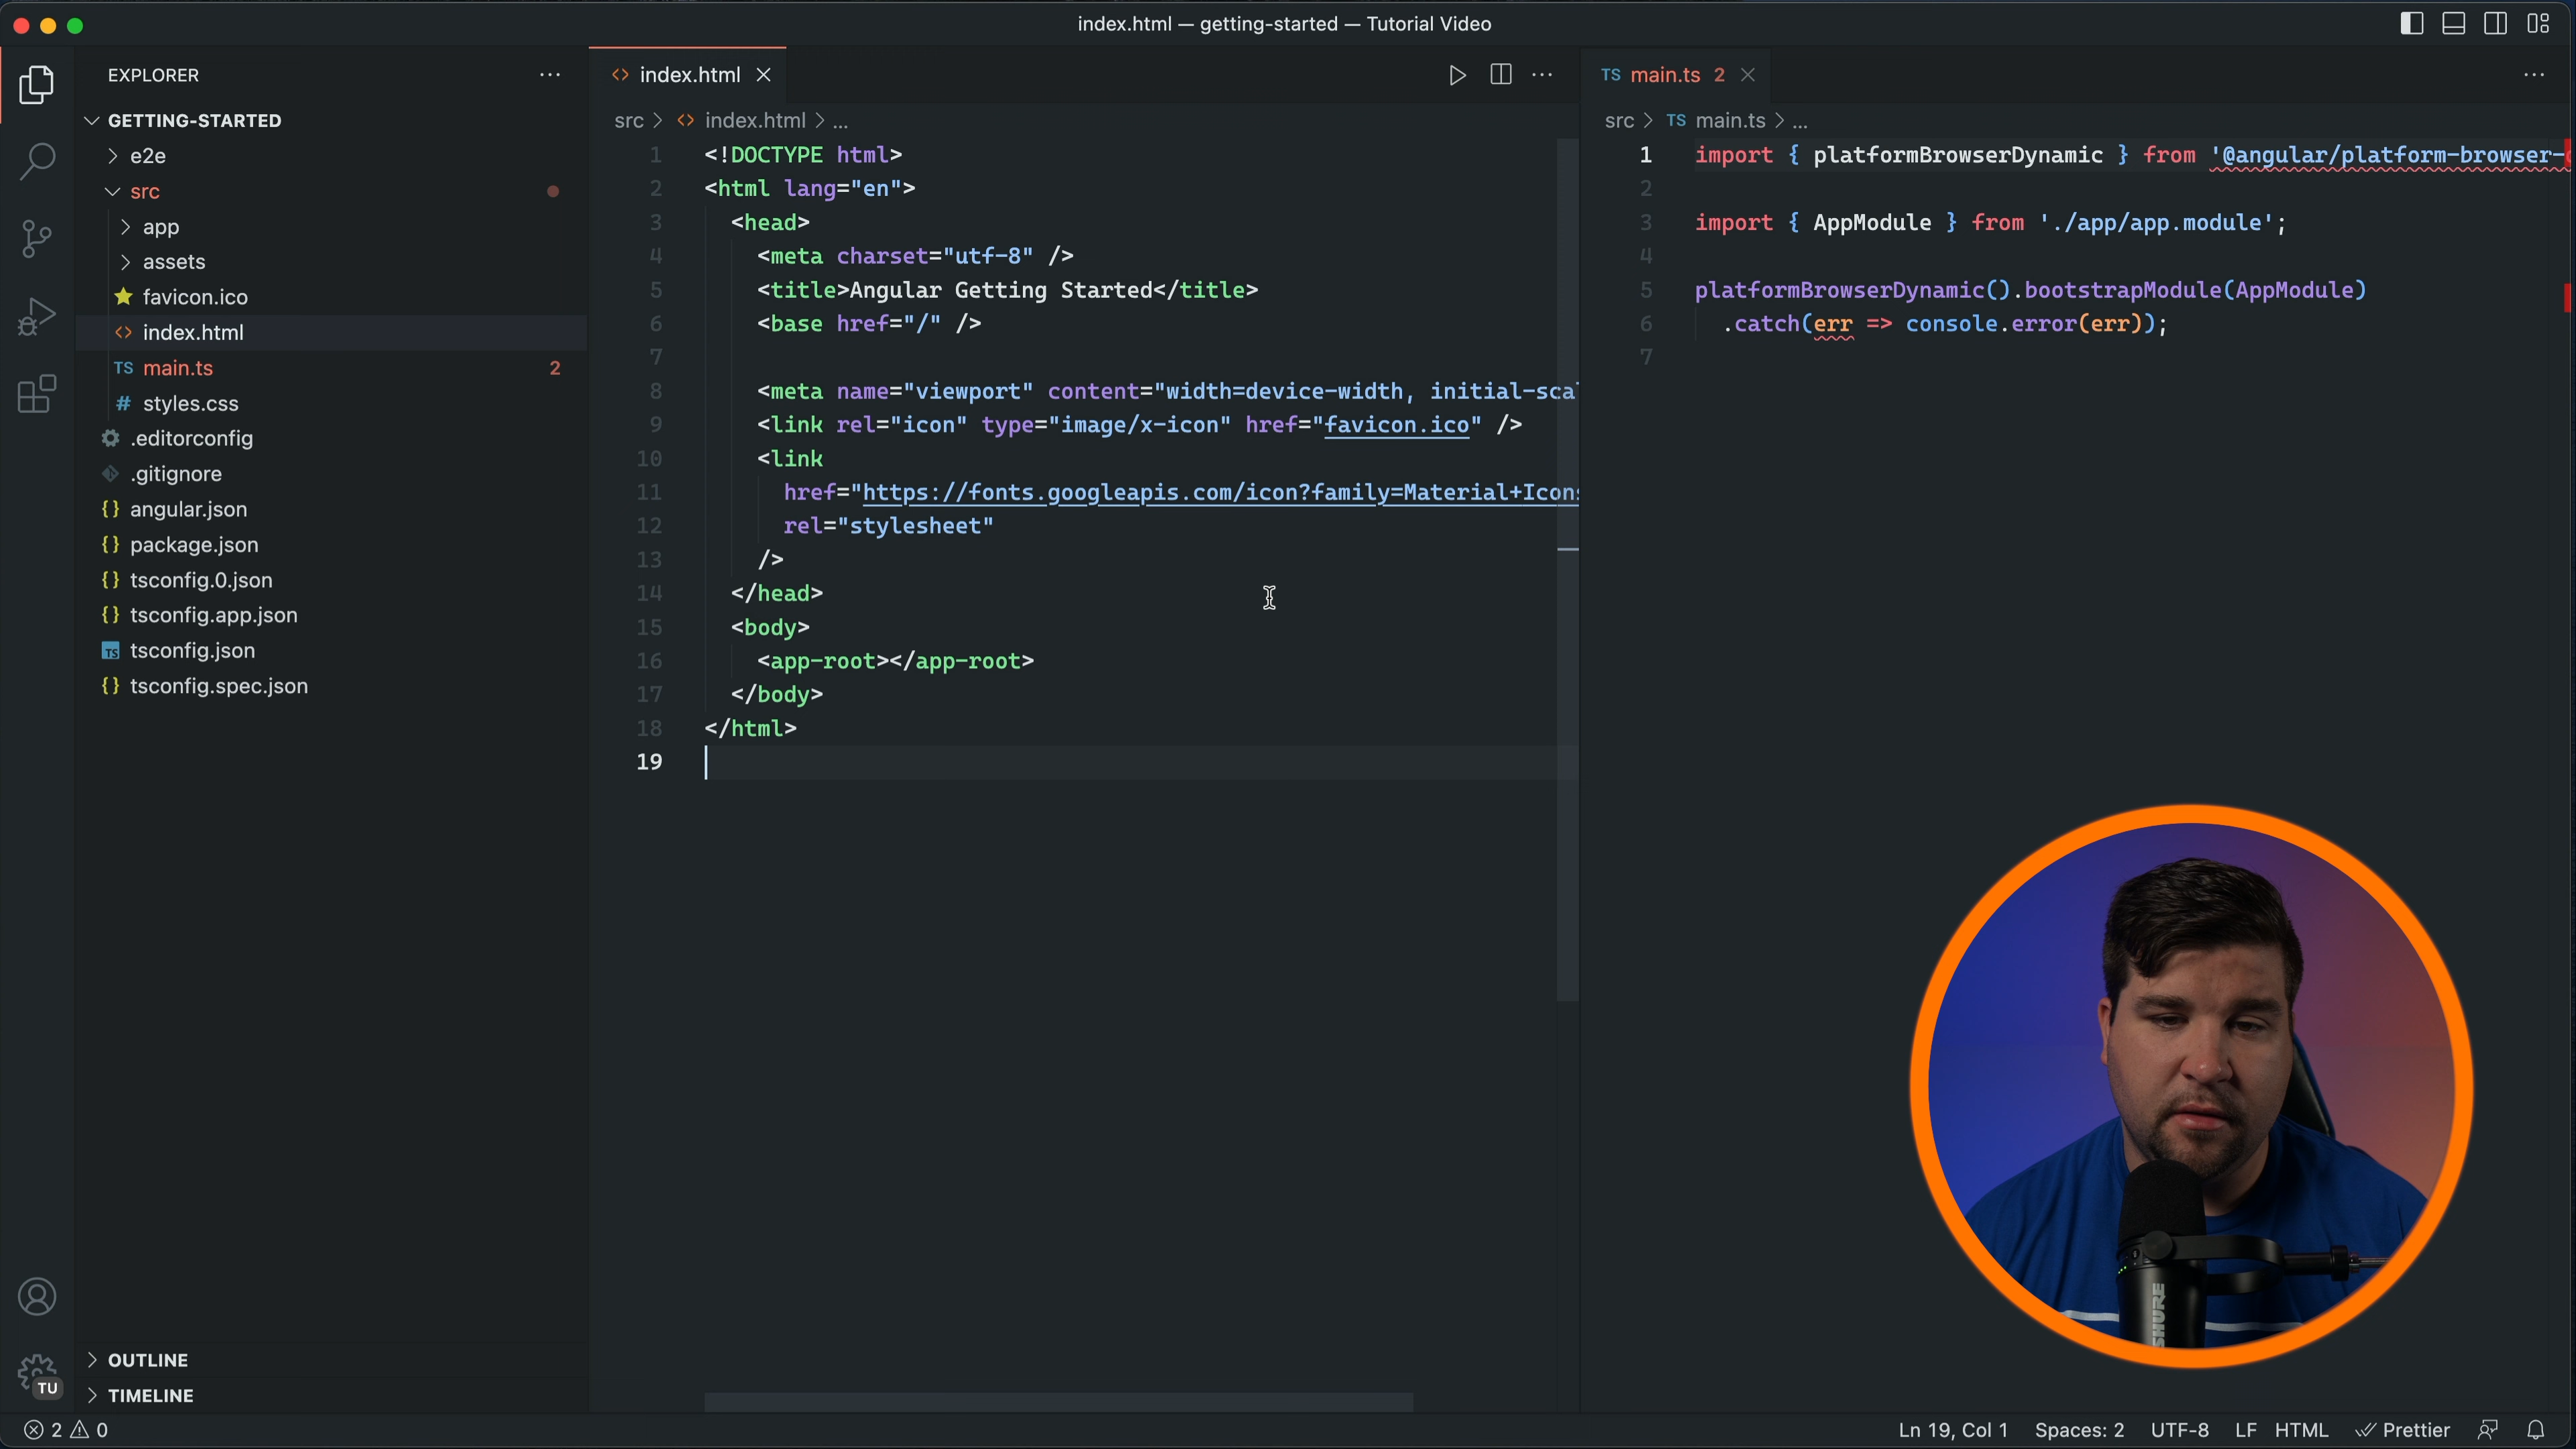 index.html — getting-started — Tutorial Video
EXPLORER
GETTING-STARTED
e2e
src
app
assets
favicon.ico
index.html
TS main.ts 2
# styles.css
.editorconfig
.gitignore
{} angular.json
{} package.json
{} tsconfig.0.json
{} tsconfig.app.json
TS tsconfig.json
{} tsconfig.spec.json
OUTLINE
TIMELINE
TU
<> index.html
src > <> index.html > ...
1 <!DOCTYPE html>
2 <html lang="en">
3 <head>
4 <meta charset="utf-8" />
5 <title>Angular Getting Started</title>
6 <base href="/" />
7
8 <meta name="viewport" content="width=device-width, initial-scal
9 <link rel="icon" type="image/x-icon" href="favicon.ico" />
10 <link
11 href="https://fonts.googleapis.com/icon?family=Material+Icons
12 rel="stylesheet"
13 />
14 </head>
15 <body>
16 <app-root></app-root>
17 </body>
18 </html>
19
TS main.ts 2
src > TS main.ts > ...
1 import { platformBrowserDynamic } from '@angular/platform-browser-
2
3 import { AppModule } from './app/app.module';
4
5 platformBrowserDynamic().bootstrapModule(AppModule)
6 .catch(err => console.error(err));
7
SHURE
2 0
Ln 19, Col 1 Spaces: 2 UTF-8 LF HTML Prettier